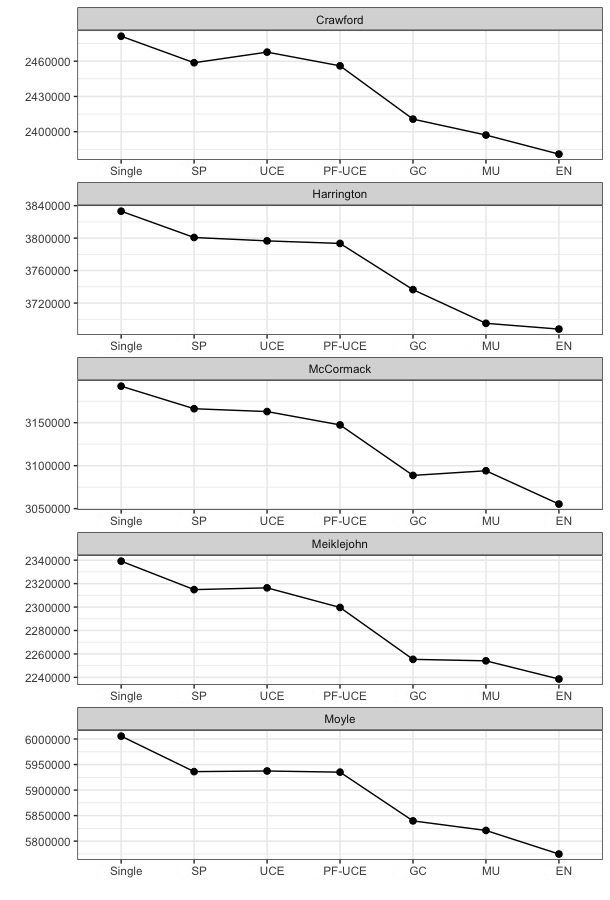 Crawford
2460000
2430000
2400000
Single SP UCE PF-UCE GC MU EN
Harrington
3840000
3800000
3760000
3720000
Single SP UCE PF-UCE GC MU EN
McCormack
3150000
3100000
3050000
Single SP UCE PF-UCE GC MU EN
Meiklejohn
2340000
2320000
2300000
2280000
2260000
2240000
Single SP UCE PF-UCE GC MU EN
Moyle
6000000
5950000
5900000
5850000
5800000
Single SP UCE PF-UCE GC MU EN